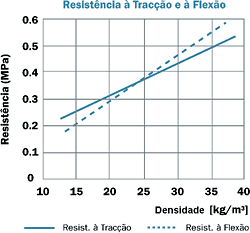 Resistência à Tracção e à Flexão
Resistência (MPa)
0.6
0.5
0.4
0.3
0.2
0.1
0
10 15 20 25 30 35 40
Densidade [kg/m³]
Resist. à Tracção Resist. à Flexão